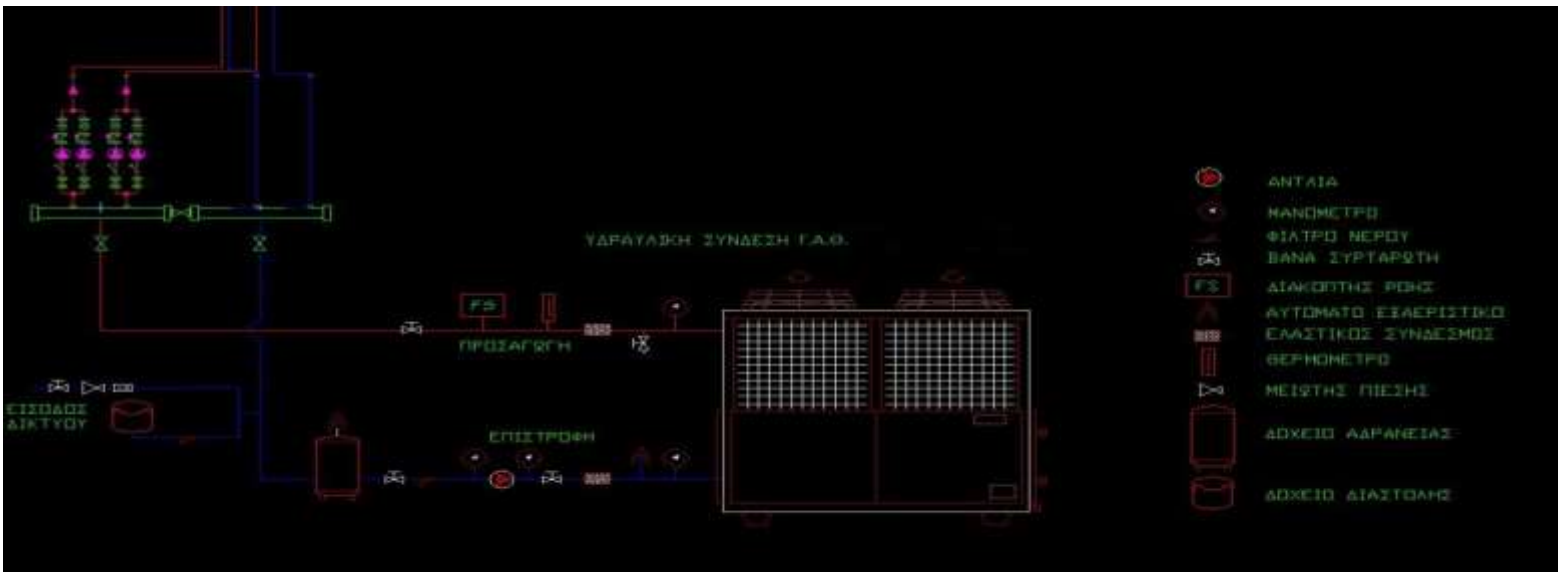 ΥΔΡΑΥΛΙΚΗ ΣΥΝΔΕΣΗ Γ.Α.Θ.
FS
ΠΡΟΣΑΓΩΓΗ
ΕΙΣΟΔΟΣ
ΔΙΚΤΥΟΥ
ΕΠΙΣΤΡΟΦΗ
ΑΝΤΛΙΑ
ΜΑΝΟΜΕΤΡΟ
ΦΙΛΤΡΟ ΝΕΡΟΥ
ΒΑΝΑ ΣΥΡΤΑΡΩΤΗ
FS ΔΙΑΚΟΠΤΗΣ ΡΟΗΣ
ΑΥΤΟΜΑΤΟ ΕΞΑΕΡΙΣΤΙΚΟ
ΕΛΑΣΤΙΚΟΣ ΣΥΝΔΕΣΜΟΣ
ΘΕΡΜΟΜΕΤΡΟ
ΜΕΙΩΤΗΣ ΠΙΕΣΗΣ
ΔΟΧΕΙΟ ΑΔΡΑΝΕΙΑΣ
ΔΟΧΕΙΟ ΔΙΑΣΤΟΛΗΣ